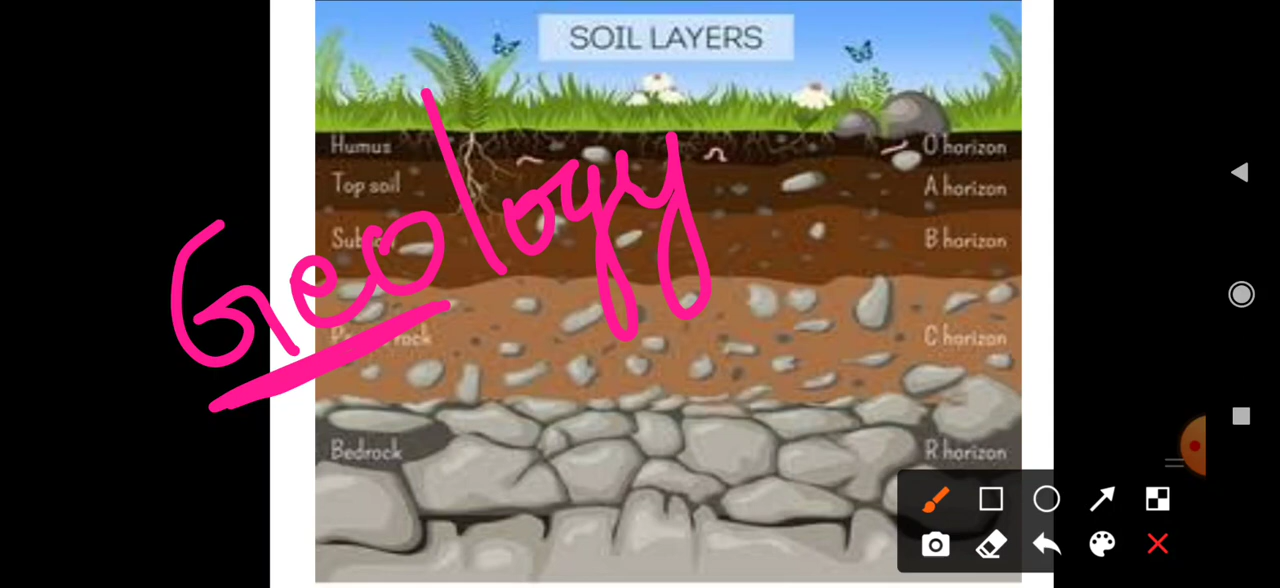 SOIL LAYERS
Humus O horizon
Top soil A horizon
B horizon
C horizon
Bedrock R horizon
Geology